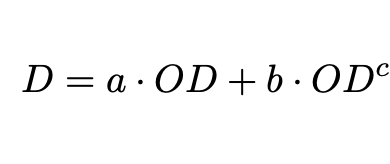 D = a · OD + b · OD^c